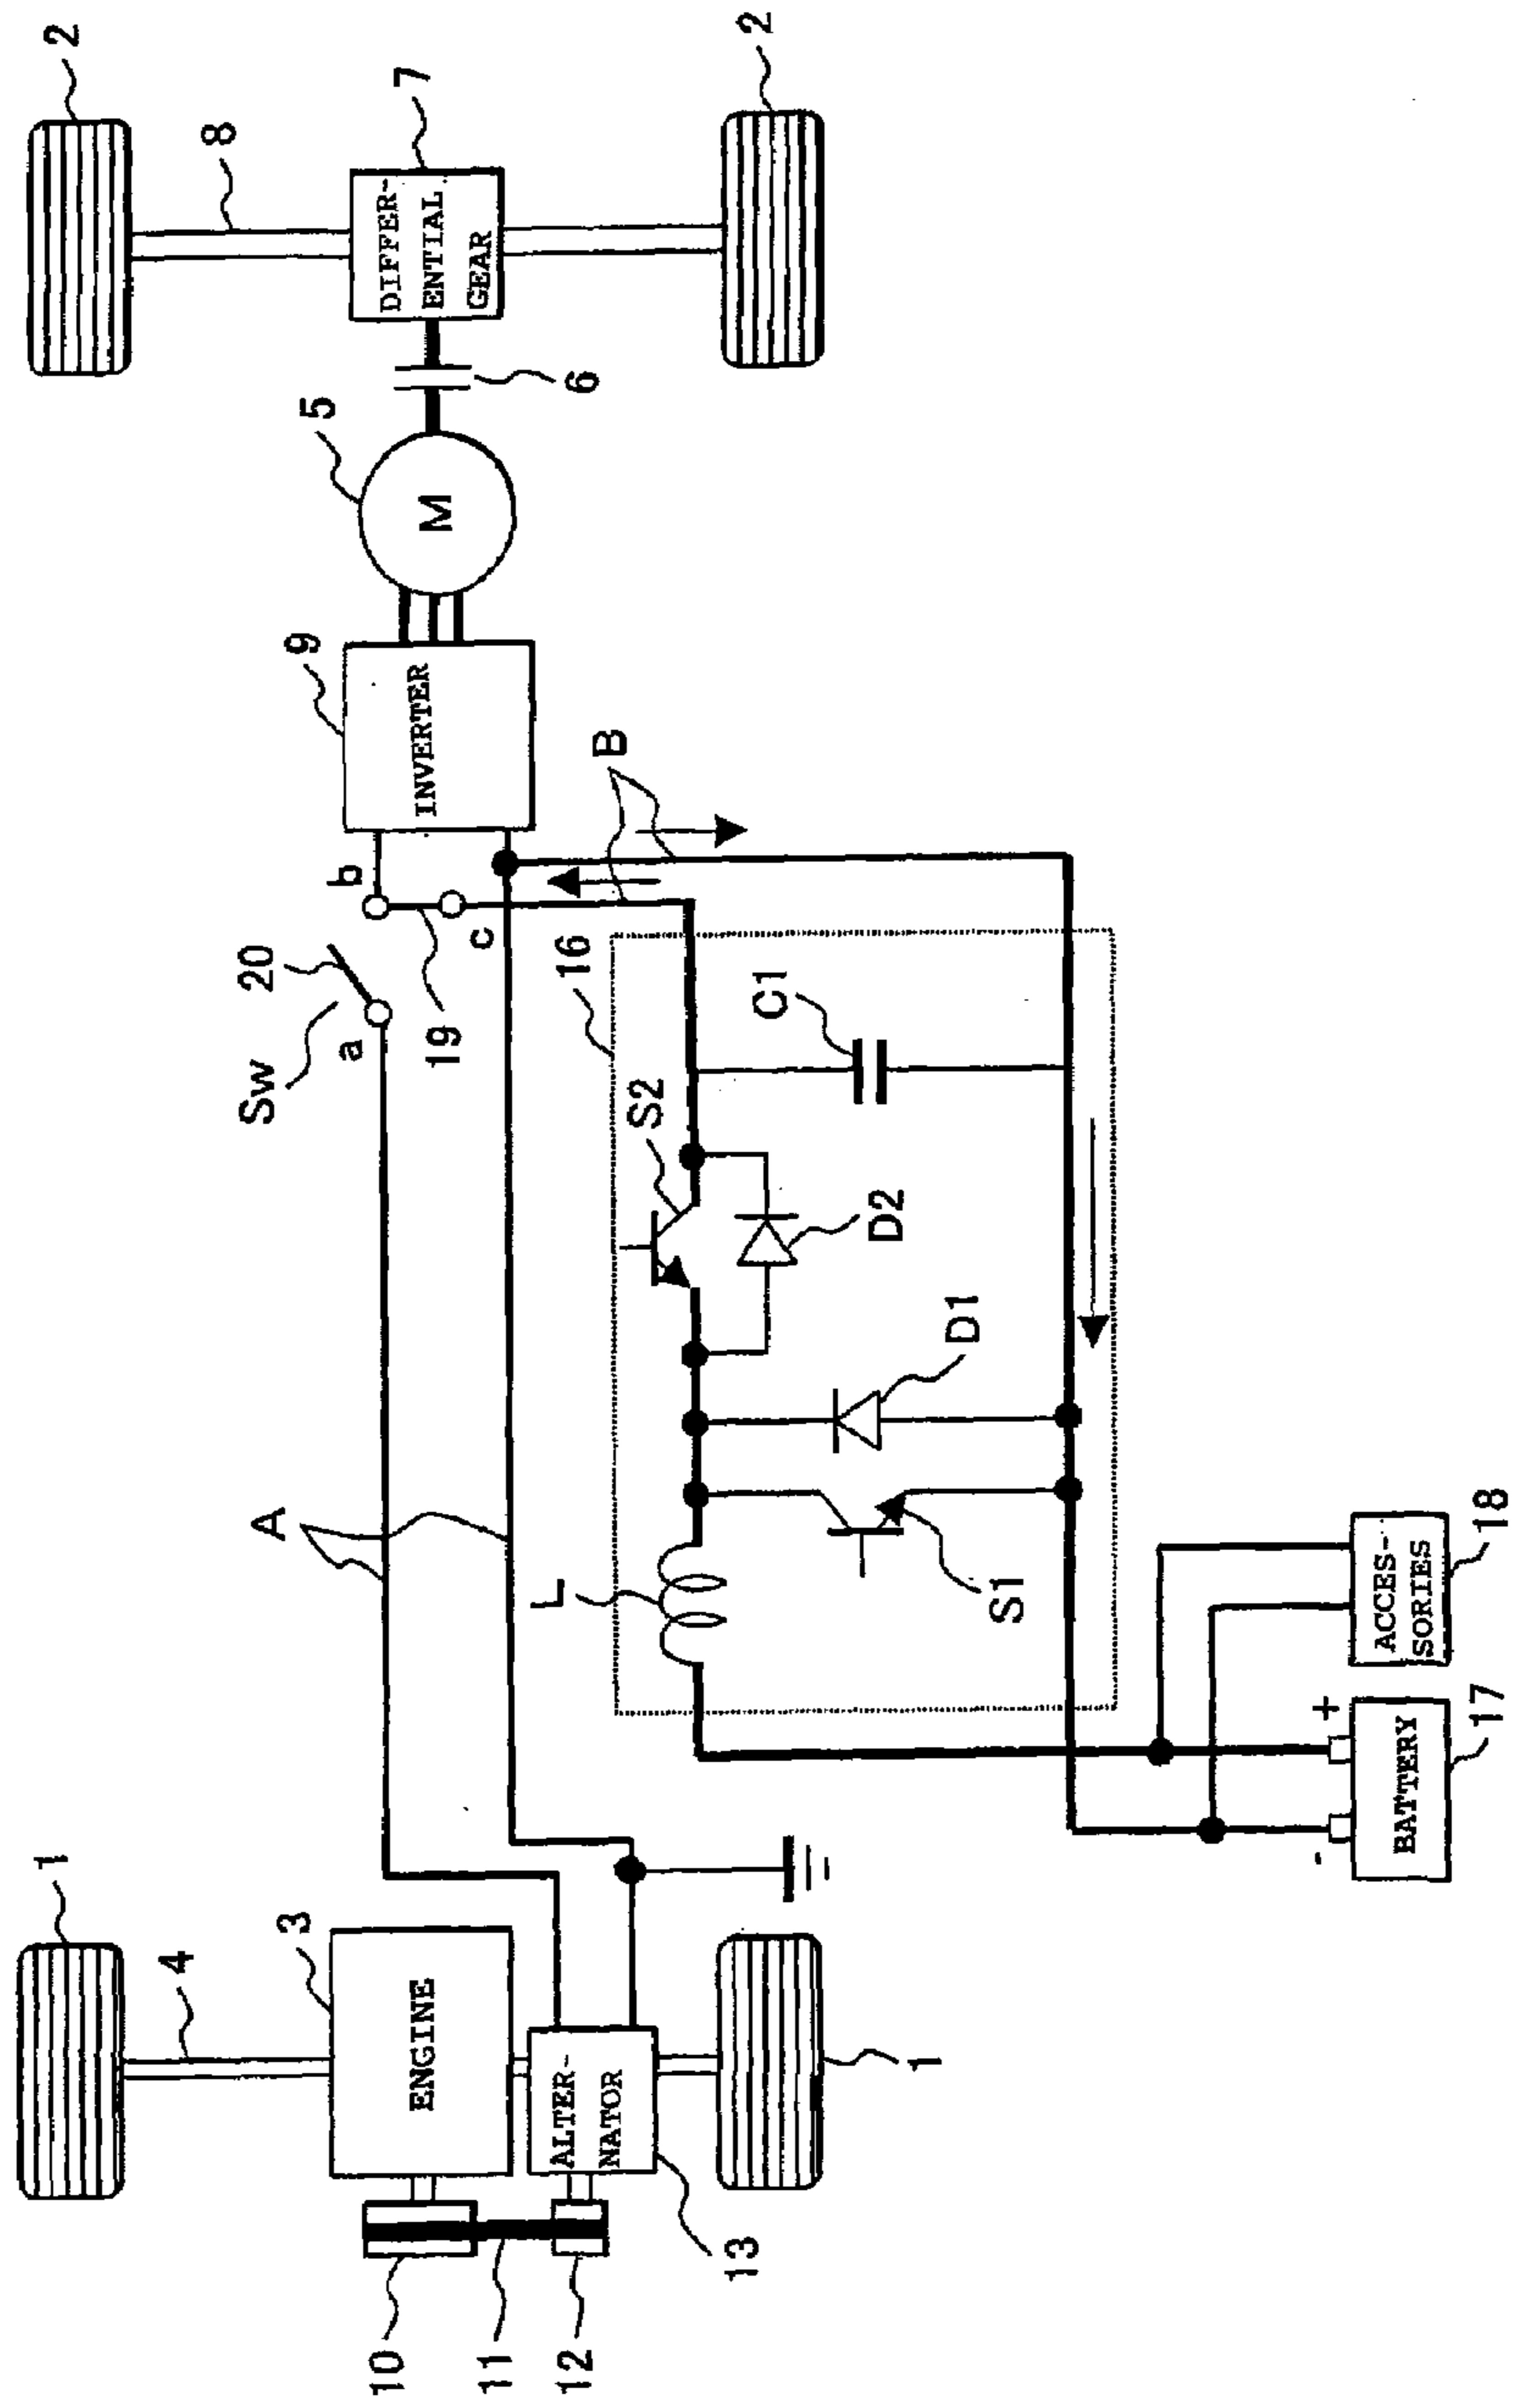 1
4
3
ENGINE
10
11
12
ALTER-
NATOR
13
1
A
Sw
20
a
b
c
19
9
INVERTER
5
M
6
7
DIFFER-
ENTIAL
GEAR
8
2
2
B
16
L
S1
D1
S2
D2
C1
-
+
BATTERY
17
ACCES-
SORIES
18